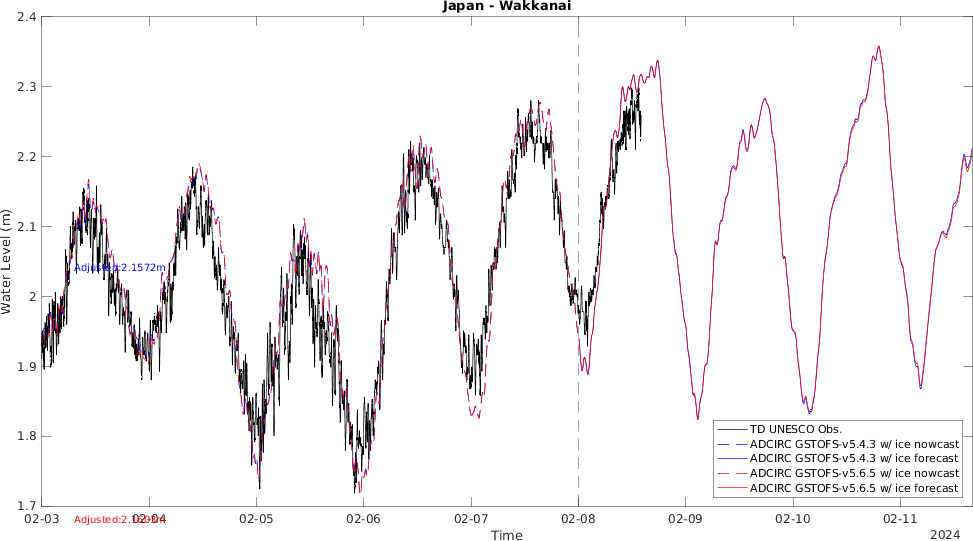 Japan - Wakkanai
2.4
2.3
2.2
2.1
2
1.9
1.8
1.7
Water Level (m)
Adjusted:2.1572m
TD UNESCO Obs.
ADCIRC GSTOFS-v5.4.3 w/ ice nowcast
ADCIRC GSTOFS-v5.4.3 w/ ice forecast
ADCIRC GSTOFS-v5.6.5 w/ ice nowcast
ADCIRC GSTOFS-v5.6.5 w/ ice forecast
02-03 02-04 02-05 02-06 02-07 02-08 02-09 02-10 02-11
Time
2024